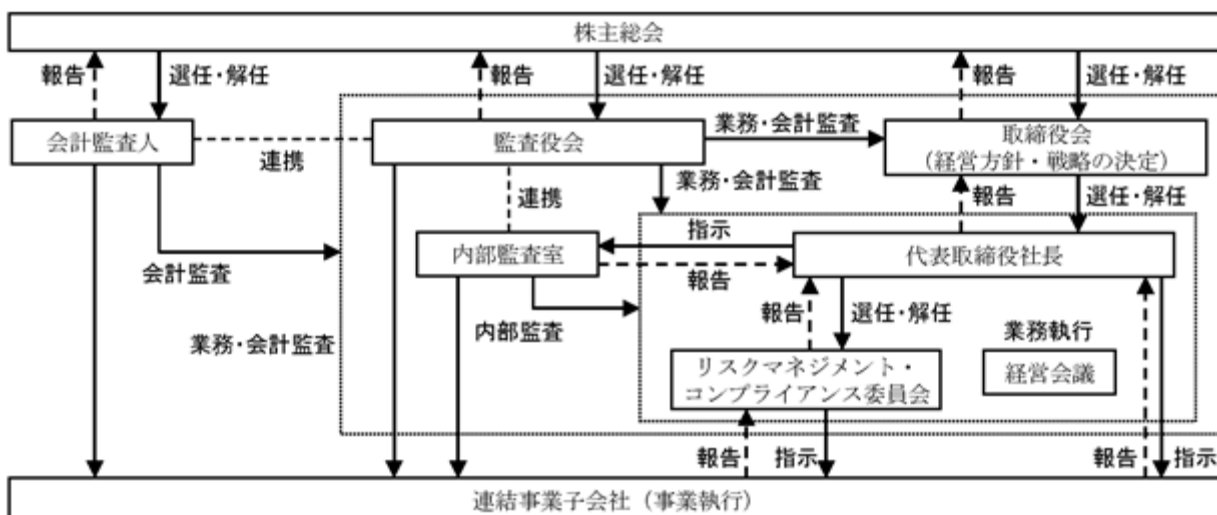 株主総会
報告
選任・解任
報告
選任・解任
報告
選任・解任
会計監査人
連携
監査役会
業務・会計監査
取締役会
(経営方針・戦略の決定)
業務・会計監査
連携
報告
選任・解任
指示
内部監査室
代表取締役社長
報告
会計監査
内部監査
報告
選任・解任
業務執行
業務・会計監査
リスクマネジメント・
コンプライアンス委員会
経営会議
報告
指示
報告
指示
連結事業子会社（事業執行）